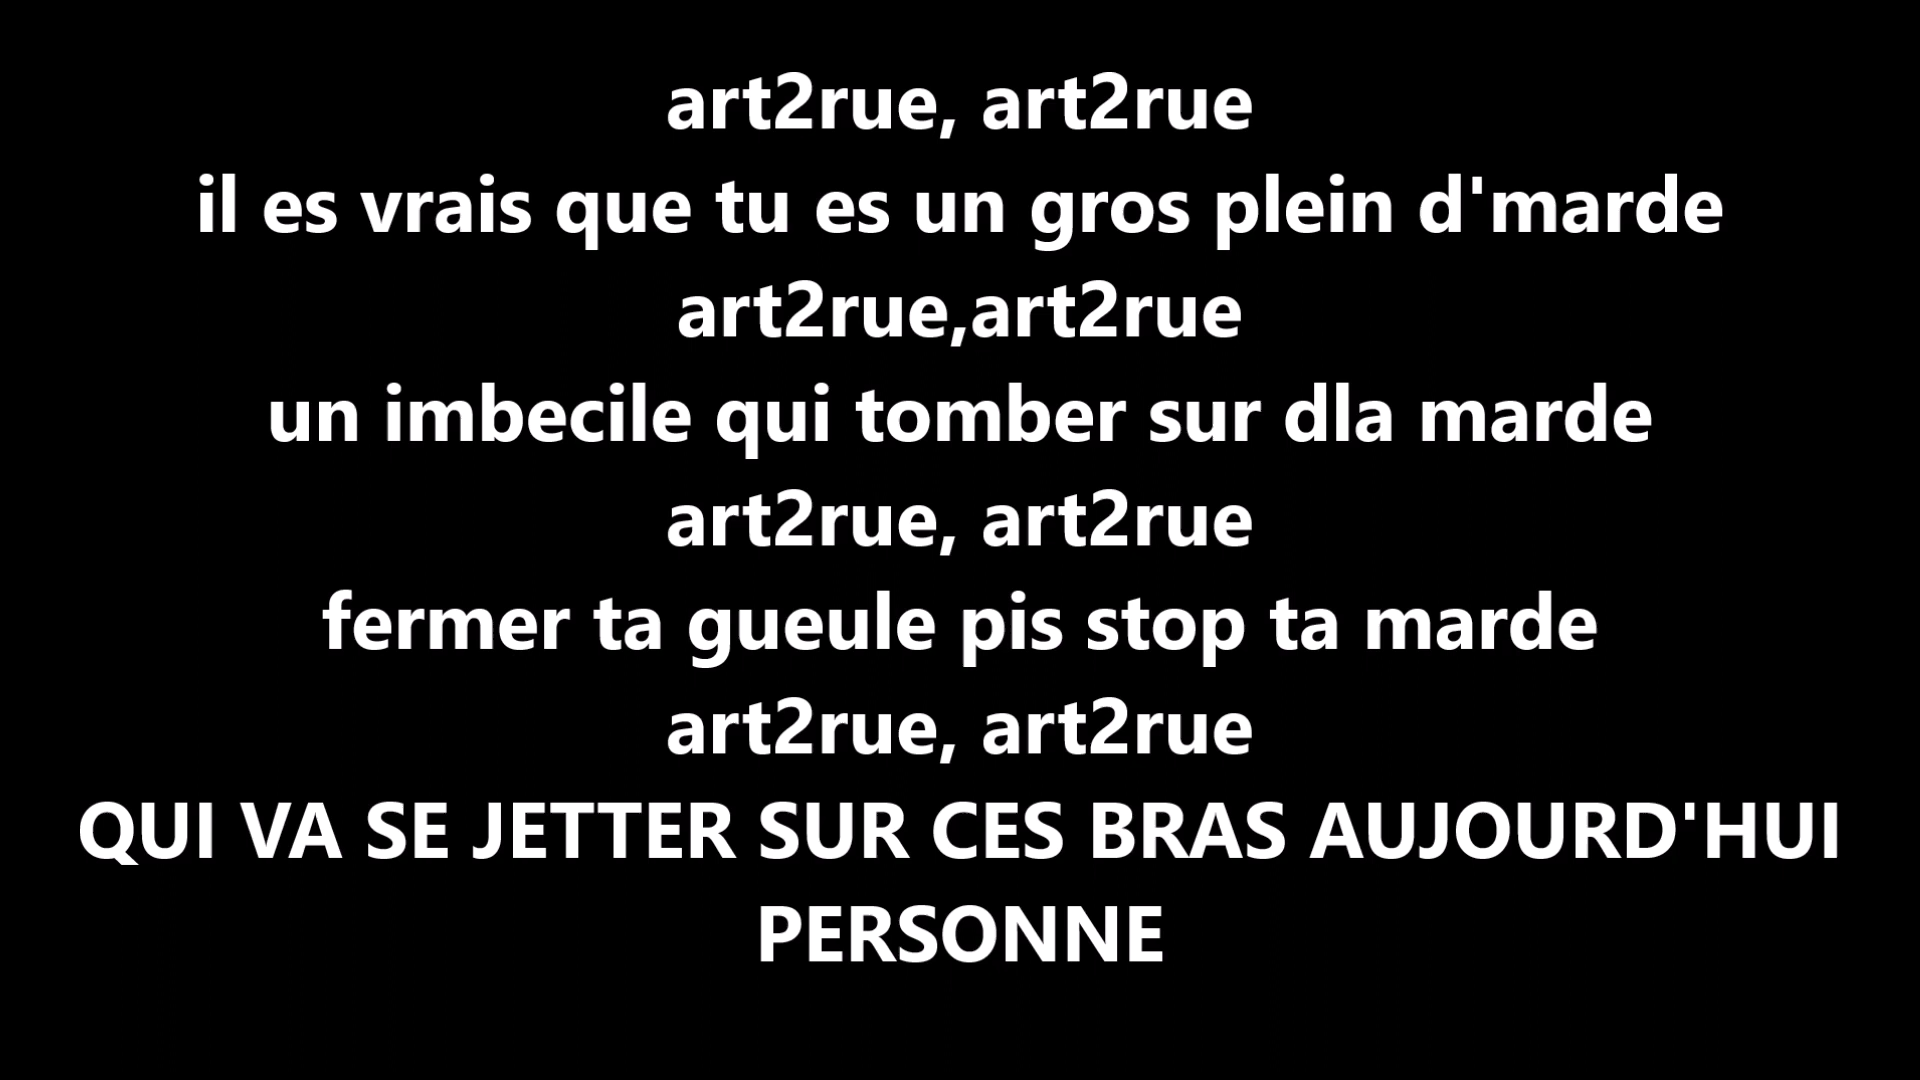 art2rue, art2rue
il es vrais que tu es un gros plein d'marde
art2rue,art2rue
un imbecile qui tomber sur dla marde
art2rue, art2rue
fermer ta gueule pis stop ta marde
art2rue, art2rue
QUI VA SE JETTER SUR CES BRAS AUJOURD'HUI
PERSONNE